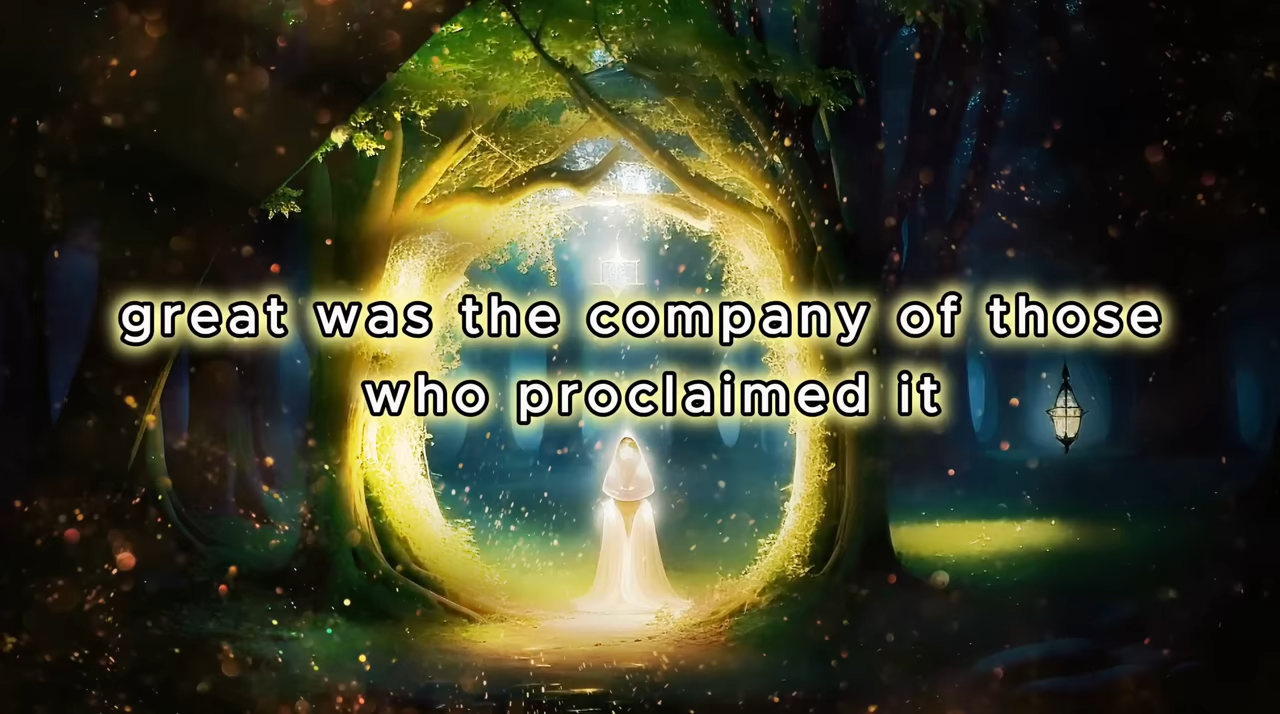 great was the company of those
who proclaimed it